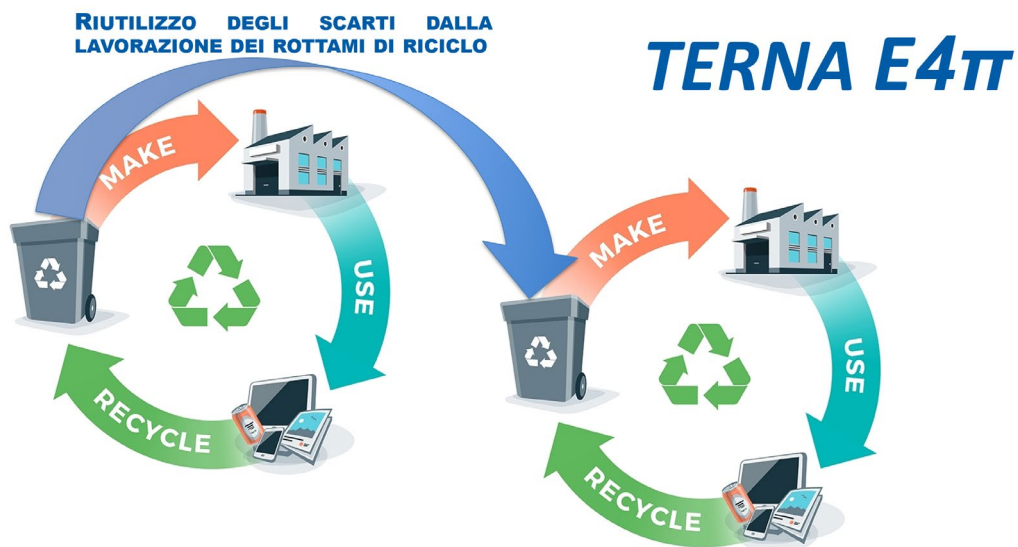 RIUTILIZZO DEGLI SCARTI DALLA
LAVORAZIONE DEI ROTTAMI DI RICICLO
TERNA E4π
MAKE
USE
RECYCLE
MAKE
USE
RECYCLE